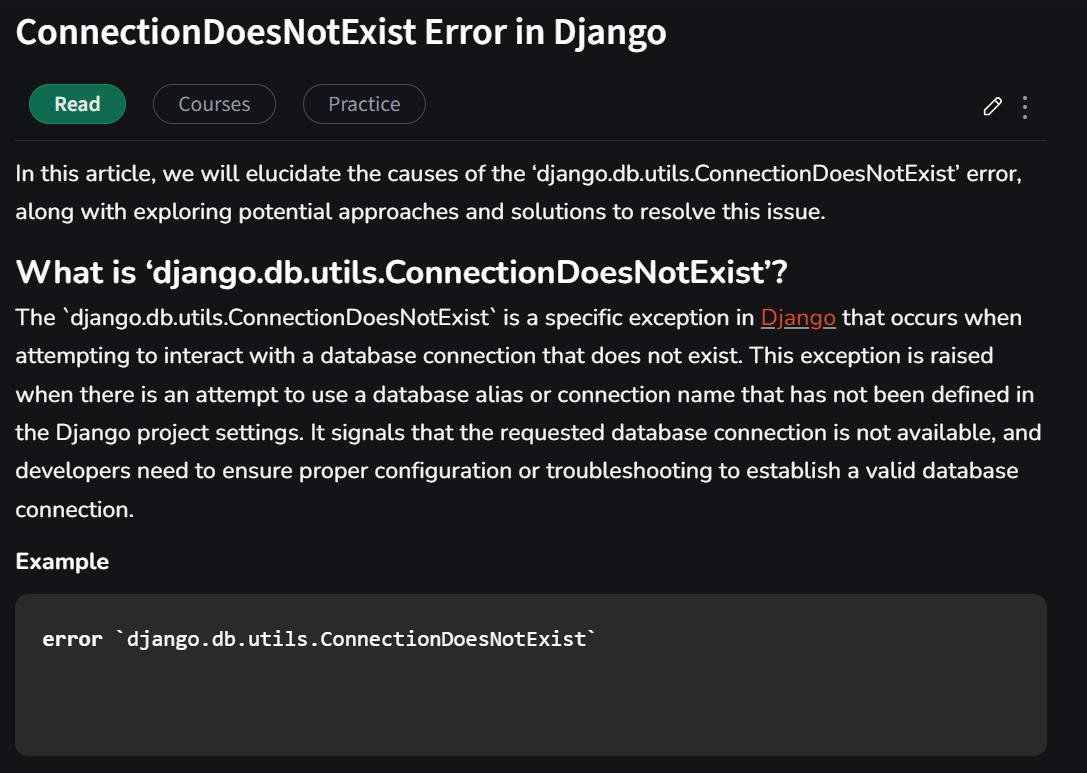 ConnectionDoesNotExist Error in Django
Read Courses Practice
In this article, we will elucidate the causes of the ‘django.db.utils.ConnectionDoesNotExist’ error,
along with exploring potential approaches and solutions to resolve this issue.
What is ‘django.db.utils.ConnectionDoesNotExist’?
The `django.db.utils.ConnectionDoesNotExist` is a specific exception in Django that occurs when
attempting to interact with a database connection that does not exist. This exception is raised
when there is an attempt to use a database alias or connection name that has not been defined in
the Django project settings. It signals that the requested database connection is not available, and
developers need to ensure proper configuration or troubleshooting to establish a valid database
connection.
Example
error `django.db.utils.ConnectionDoesNotExist`